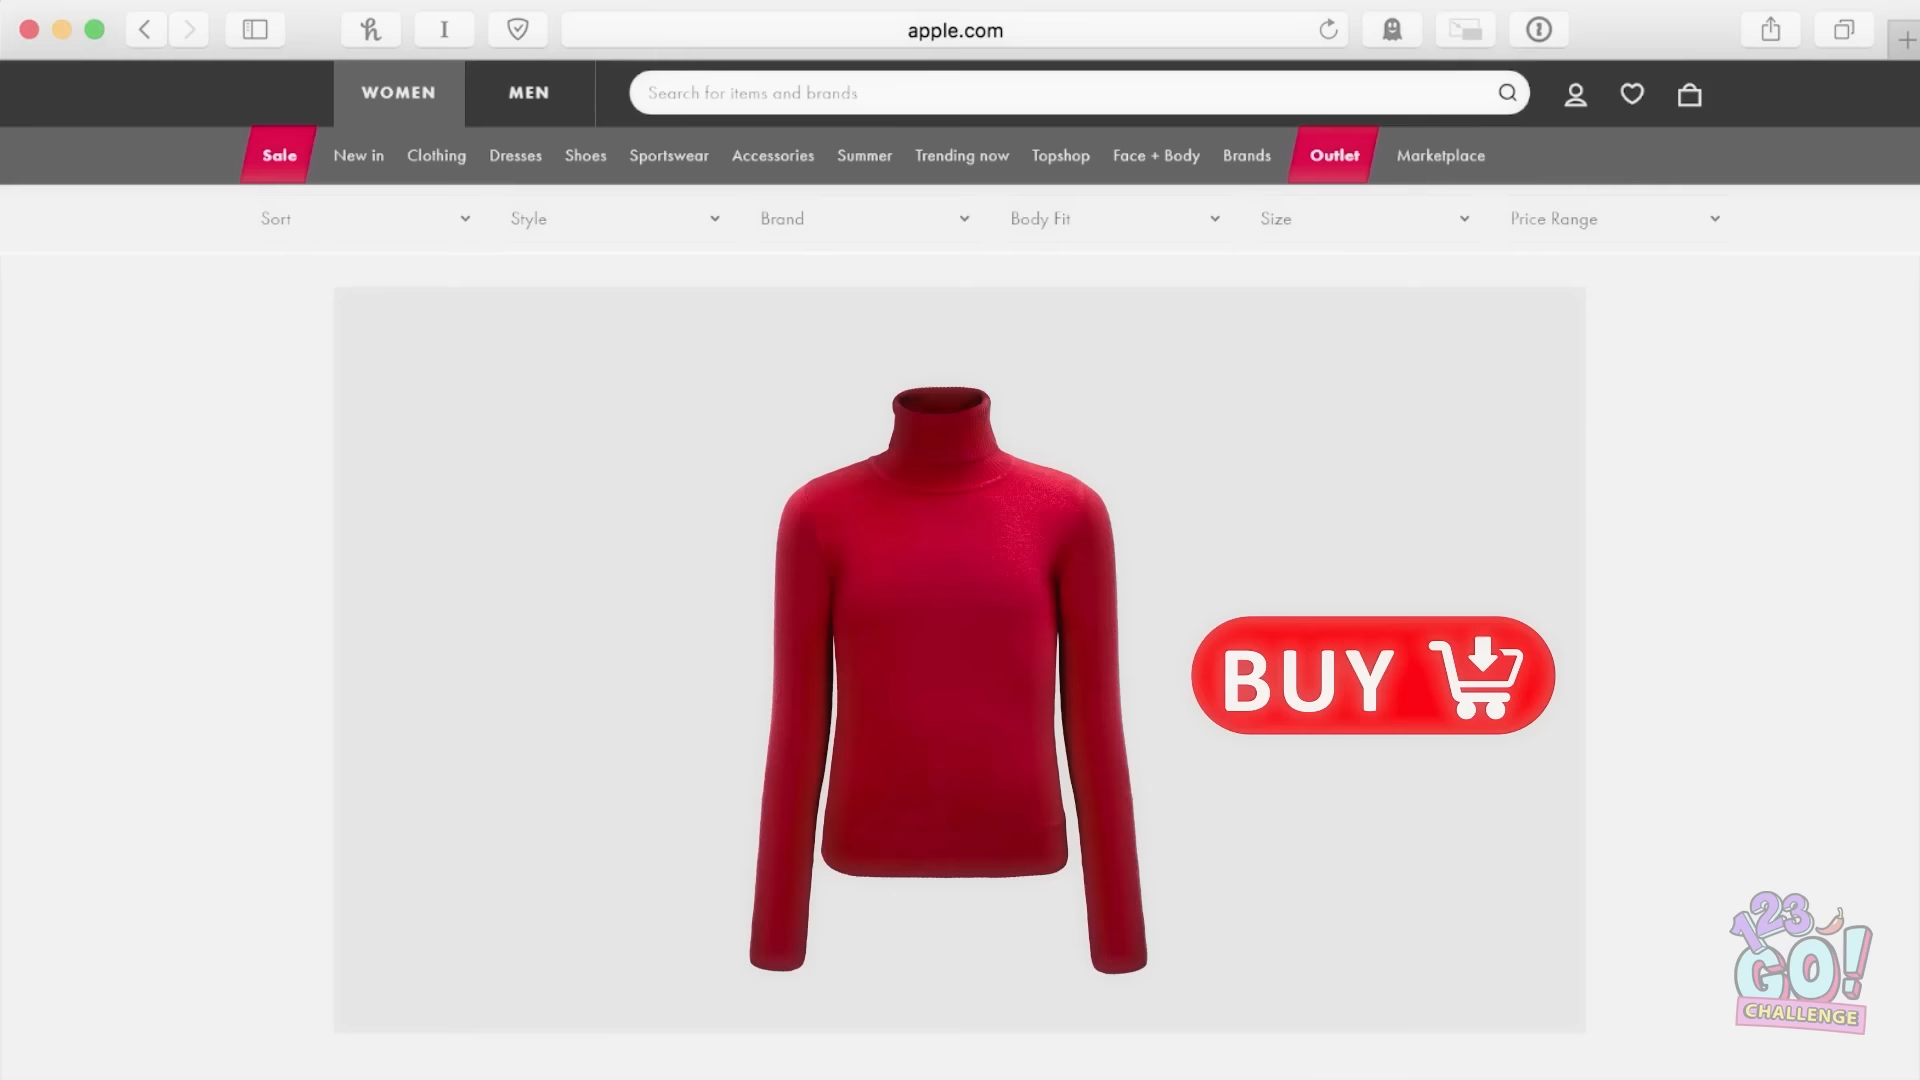 apple.com
WOMEN MEN Search for items and brands
Sale New in Clothing Dresses Shoes Sportswear Accessories Summer Trending now Topshop Face + Body Brands Outlet Marketplace
Sort Style Brand Body Fit Size Price Range
BUY
123
GO!
CHALLENGE